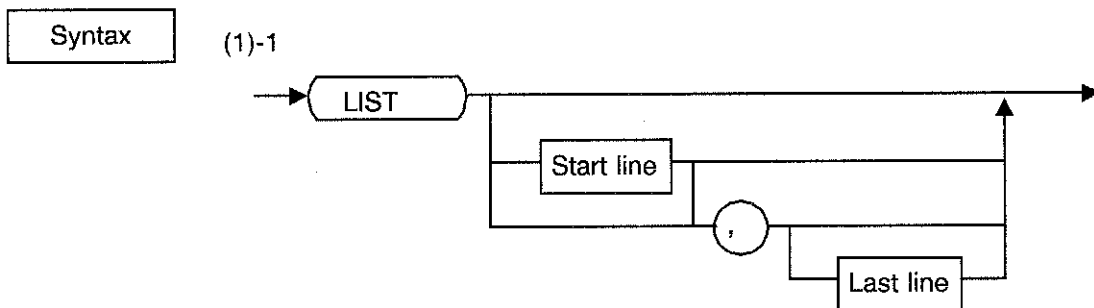 Syntax
(1)-1
LIST
Start line
,
Last line